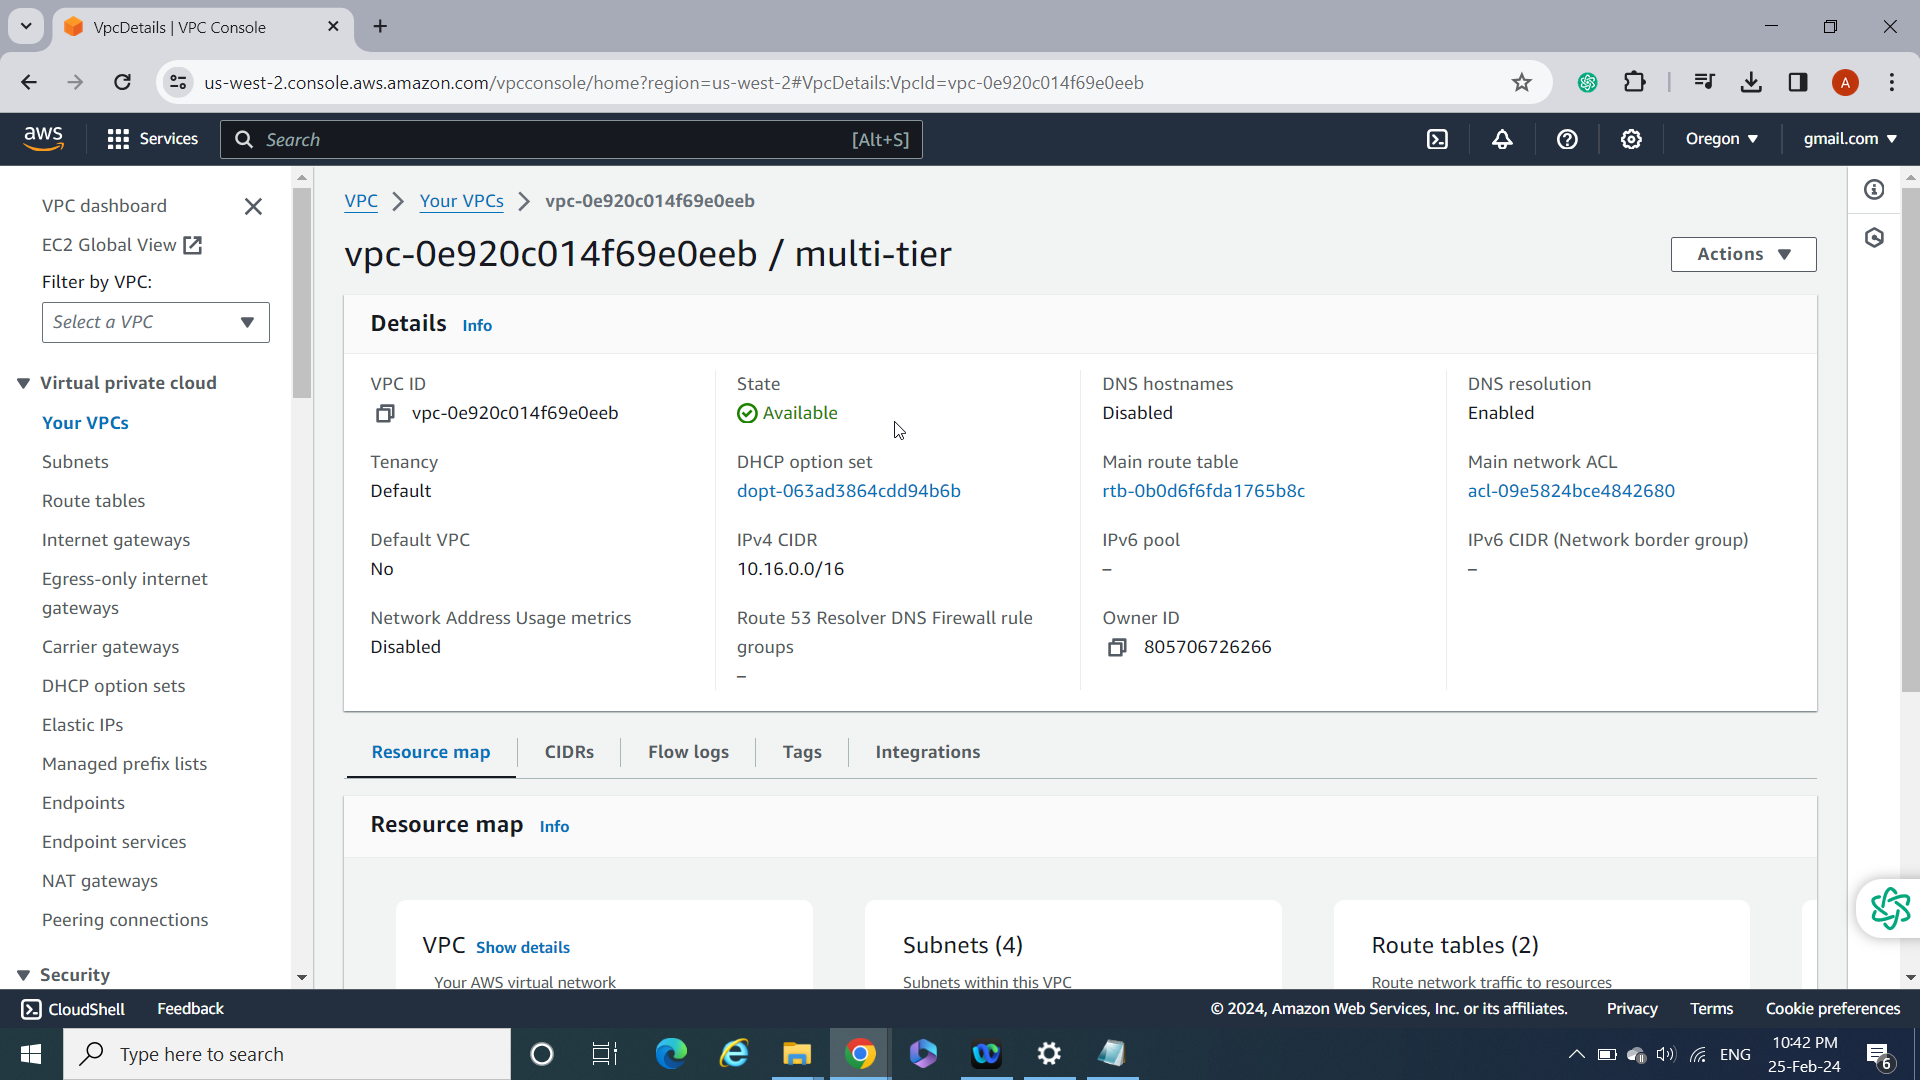 VpcDetails | VPC Console
us-west-2.console.aws.amazon.com/vpcconsole/home?region=us-west-2#VpcDetails:VpcId=vpc-0e920c014f69e0eeb
A
aws
Services
Search
[Alt+S]
Oregon
gmail.com
VPC dashboard
EC2 Global View
Filter by VPC:
Select a VPC
Virtual private cloud
Your VPCs
Subnets
Route tables
Internet gateways
Egress-only internet
gateways
Carrier gateways
DHCP option sets
Elastic IPs
Managed prefix lists
Endpoints
Endpoint services
NAT gateways
Peering connections
Security
VPC
Your VPCs
vpc-0e920c014f69e0eeb
vpc-0e920c014f69e0eeb / multi-tier
Actions
Details Info
VPC ID
vpc-0e920c014f69e0eeb
State
Available
DNS hostnames
Disabled
DNS resolution
Enabled
Tenancy
Default
DHCP option set
dopt-063ad3864cdd94b6b
Main route table
rtb-0b0d6f6fda1765b8c
Main network ACL
acl-09e5824bce4842680
Default VPC
No
IPv4 CIDR
10.16.0.0/16
IPv6 pool
–
IPv6 CIDR (Network border group)
–
Network Address Usage metrics
Disabled
Route 53 Resolver DNS Firewall rule
groups
–
Owner ID
805706726266
Resource map
CIDRs
Flow logs
Tags
Integrations
Resource map Info
VPC Show details
Your AWS virtual network
Subnets (4)
Subnets within this VPC
Route tables (2)
Route network traffic to resources
CloudShell
Feedback
© 2024, Amazon Web Services, Inc. or its affiliates.
Privacy
Terms
Cookie preferences
Type here to search
ENG
10:42 PM
25-Feb-24
6